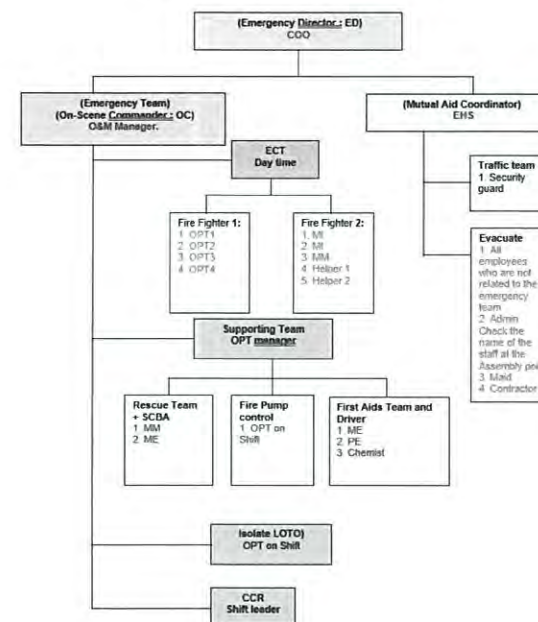 (Emergency Director : ED)
COO
(Emergency Team)
(On-Scene Commander : OC)
O&M Manager.
(Mutual Aid Coordinator)
EHS
ECT
Day time
Traffic team
1. Security
guard
Fire Fighter 1:
1 OPT1
2 OPT2
3 OPT3
4 OPT4
Fire Fighter 2:
1. MI
2 MI
3 MM
4 Helper 1
5 Helper 2
Evacuate
1 All
employees
who are not
related to the
emergency
team
2 Admin
Check the
name of the
staff at the
Assembly poi
3 Maid
4 Contractor
Supporting Team
OPT manager
Rescue Team
+ SCBA
1 MM
2 ME
Fire Pump
control
1 OPT on
Shift
First Aids Team and
Driver
1 ME
2 PE
3 Chemist
Isolate LOTO)
OPT on Shift
CCR
Shift leader